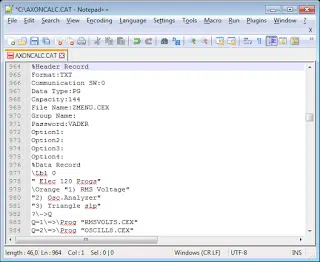 *C:\AXONCALC.CAT - Notepad++
File Edit Search View Encoding Language Settings Tools Macro Run Plugins Window ?
X
AXONCALC.CAT
964 %Header Record
965 Format:TXT
966 Communication SW:0
967 Data Type:PG
968 Capacity:144
969 File Name:ZMENU.CEX
970 Group Name:
971 Password:VADER
972 Option1:
973 Option2:
974 Option3:
975 Option4:
976 %Data Record
977 \Lbl 0
978 " Elec 120 Progs"
979 \Orange "1) RMS Voltage"
980 "2) Osc.Analyzer"
981 "3) Triangle slp"
982 ?\->Q
983 Q=1\=>\Prog "RMSVOLTS.CEX"
984 Q=2\=>\Prog "OSCILLS.CEX"
length : 46,0 Ln : 964 Col : 1 Sel : 0 | 0 Windows (CR LF) UTF-8 INS